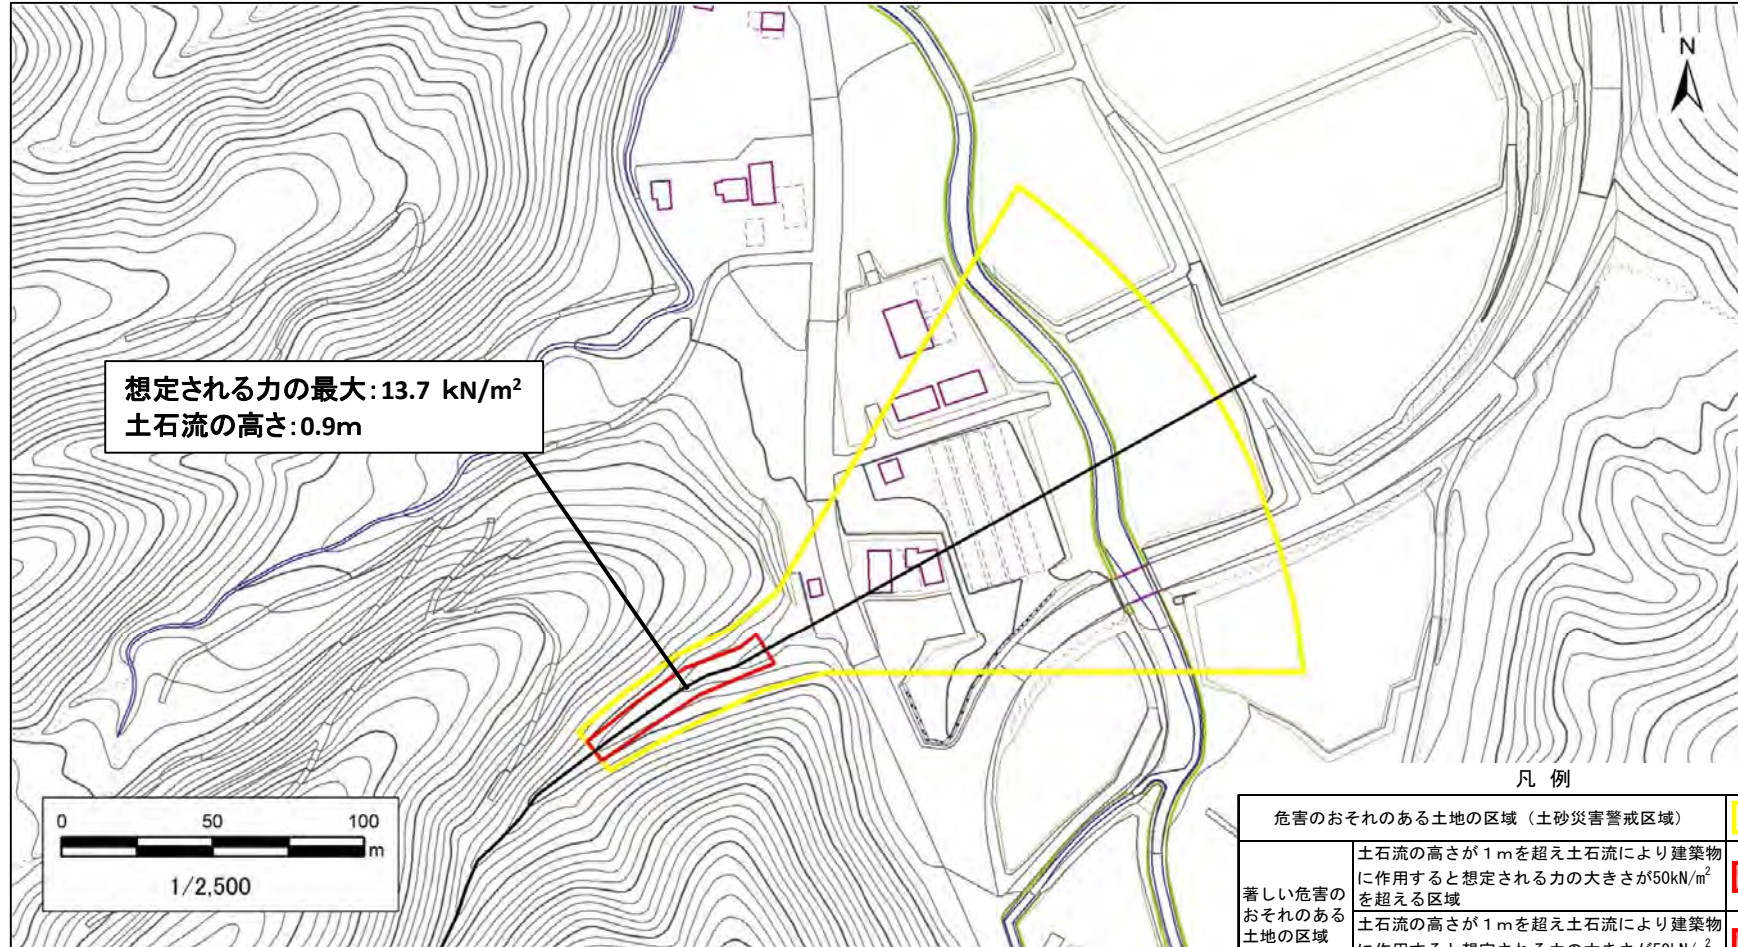 N
想定される力の最大：13.7 kN/m²
土石流の高さ：0.9m
0 50 100
m
1/2,500
凡 例
危害のおそれのある土地の区域（土砂災害警戒区域）
著しい危害の
おそれのある
土地の区域
土石流の高さが１ｍを超え土石流により建築物
に作用すると想定される力の大きさが50kN/㎡
を超える区域
土石流の高さが１ｍを超え土石流により建築物